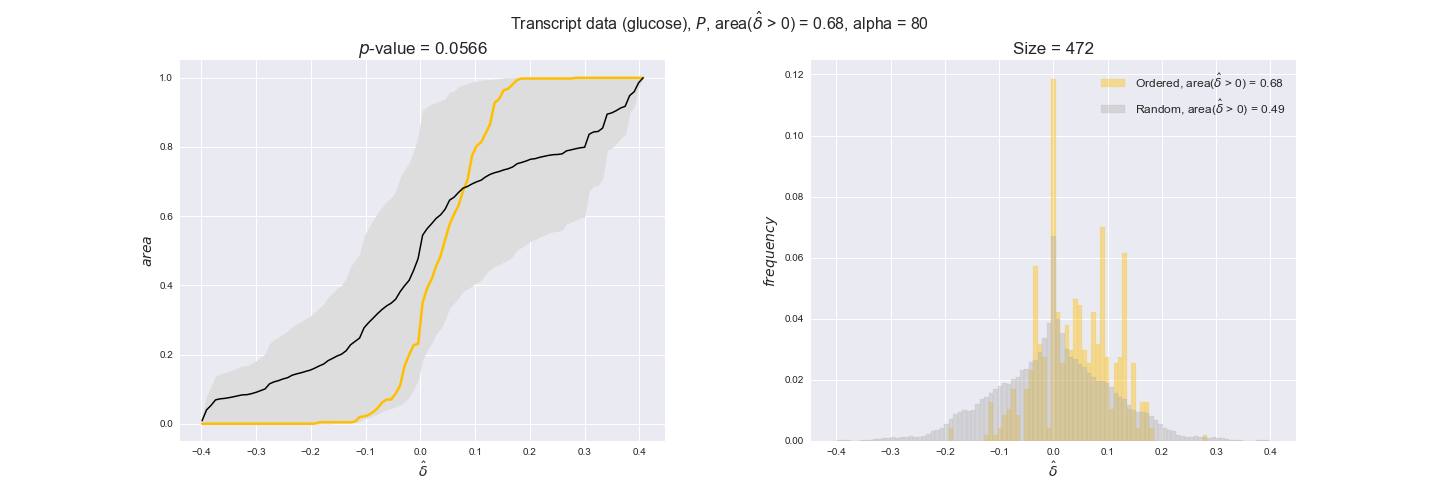 Transcript data (glucose), P, area(δ̂ > 0) = 0.68, alpha = 80
p-value = 0.0566
1.0
0.8
0.6
0.4
0.2
0.0
area
−0.4 −0.3 −0.2 −0.1 0.0 0.1 0.2 0.3 0.4
δ̂
Size = 472
Ordered, area(δ̂ > 0) = 0.68
Random, area(δ̂ > 0) = 0.49
0.12
0.10
0.08
0.06
0.04
0.02
0.00
frequency
−0.4 −0.3 −0.2 −0.1 0.0 0.1 0.2 0.3 0.4
δ̂